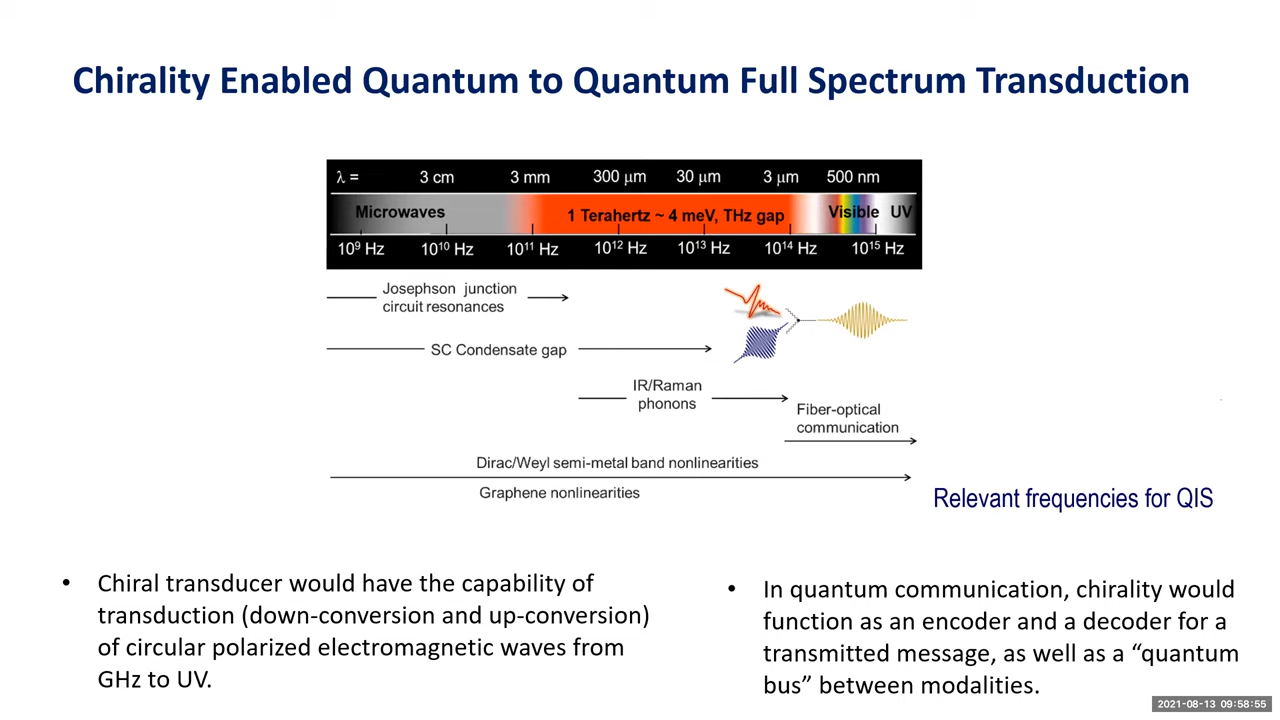 Chirality Enabled Quantum to Quantum Full Spectrum Transduction
λ = 3 cm 3 mm 300 μm 30 μm 3 μm 500 nm
Microwaves 1 Terahertz ~ 4 meV, THz gap Visible UV
10⁹ Hz 10¹⁰ Hz 10¹¹ Hz 10¹² Hz 10¹³ Hz 10¹⁴ Hz 10¹⁵ Hz
Josephson junction
circuit resonances
SC Condensate gap
IR/Raman
phonons
Fiber-optical
communication
Dirac/Weyl semi-metal band nonlinearities
Graphene nonlinearities
Relevant frequencies for QIS
• Chiral transducer would have the capability of
transduction (down-conversion and up-conversion)
of circular polarized electromagnetic waves from
GHz to UV.
• In quantum communication, chirality would
function as an encoder and a decoder for a
transmitted message, as well as a “quantum
bus” between modalities.
2021-08-13 09:58:55